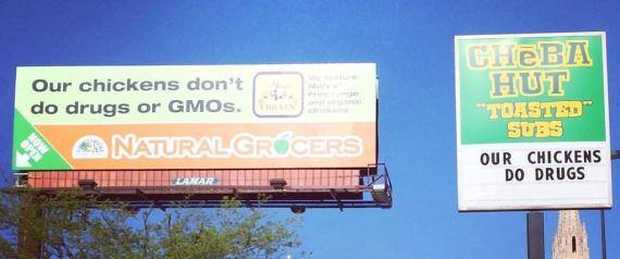 Our chickens don't
do drugs or GMOs.
NATURAL GROCERS
OPEN
NOW
LAMAR
CHēBA
HUT
"TOASTED"
SUBS
OUR CHICKENS
DO DRUGS